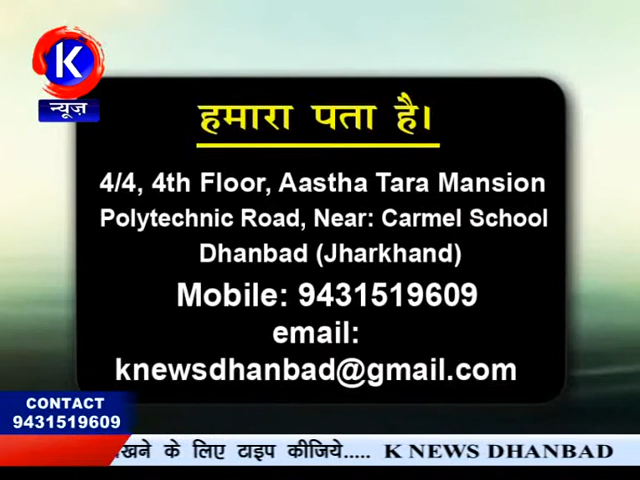 K
न्यूज़
हमारा पता है।
4/4, 4th Floor, Aastha Tara Mansion
Polytechnic Road, Near: Carmel School
Dhanbad (Jharkhand)
Mobile: 9431519609
email:
knewsdhanbad@gmail.com
CONTACT
9431519609
के लिए टाइप कीजिये..... K NEWS DHANBAD